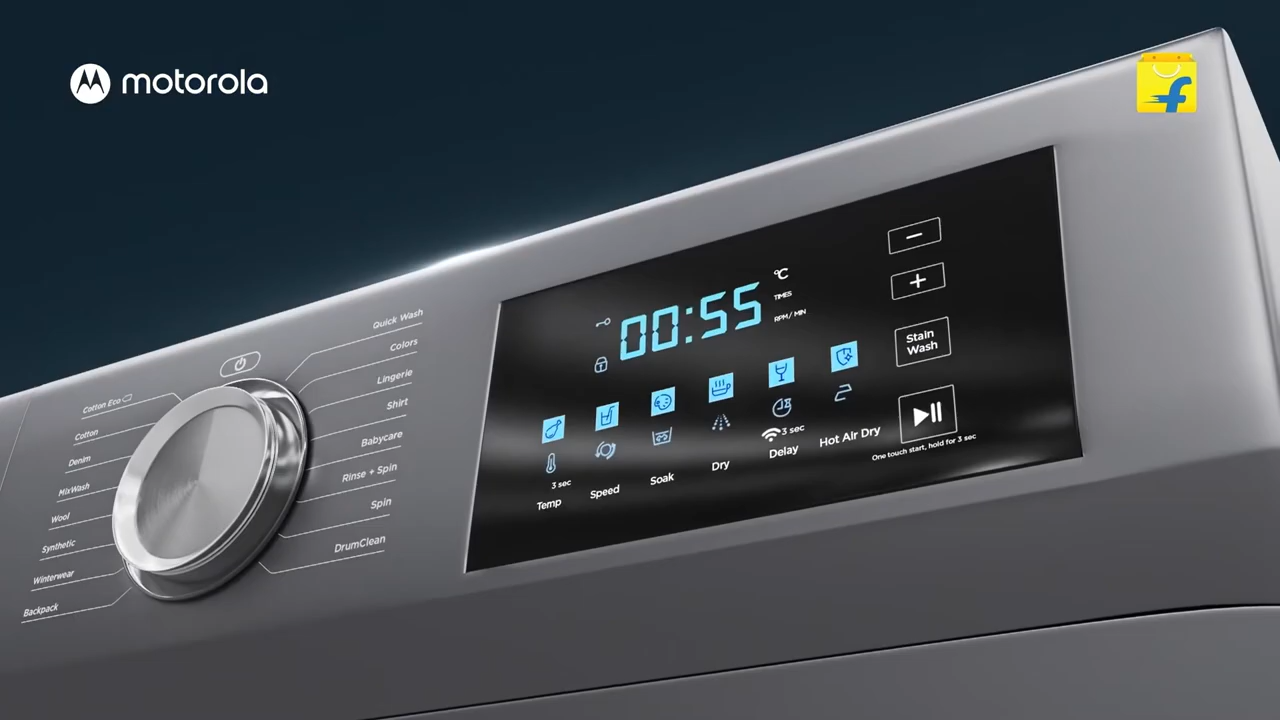 motorola
f
Cotton Eco
Cotton
Denim
MixWash
Wool
Synthetic
Winterwear
Backpack
Quick Wash
Colors
Lingerie
Shirt
Babycare
Rinse + Spin
Spin
DrumClean
00:55
°C
TIMES
RPM / MIN
3 sec
Temp
Speed
Soak
Dry
3 sec
Delay
Hot Air Dry
−
+
Stain
Wash
One touch start, hold for 3 sec